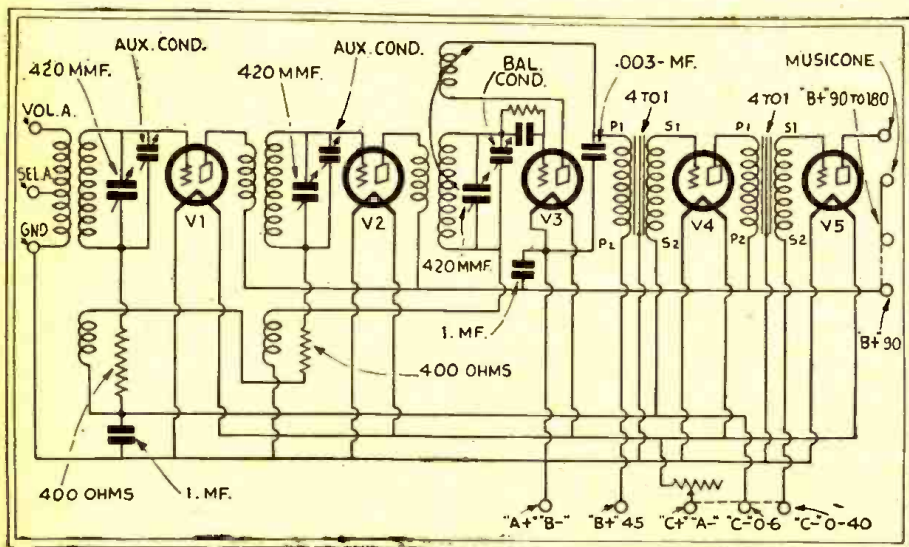 AUX. COND.
420 MMF.
VOL.A.
SEL.A.
GND
V1
420 MMF.
AUX. COND.
V2
BAL.
COND.
V3
420 MMF.
1. MF.
.003-MF.
4 TO 1
P1
S1
P2
S2
V4
4 TO 1
P1
S1
P2
S2
V5
MUSICONE
"B+" 90 TO 180
"B+" 90
400 OHMS
400 OHMS
1. MF.
"A+" "B-"
"B+" 45
"C+" "A-"
"C-" 0-6
"C-" 0-40